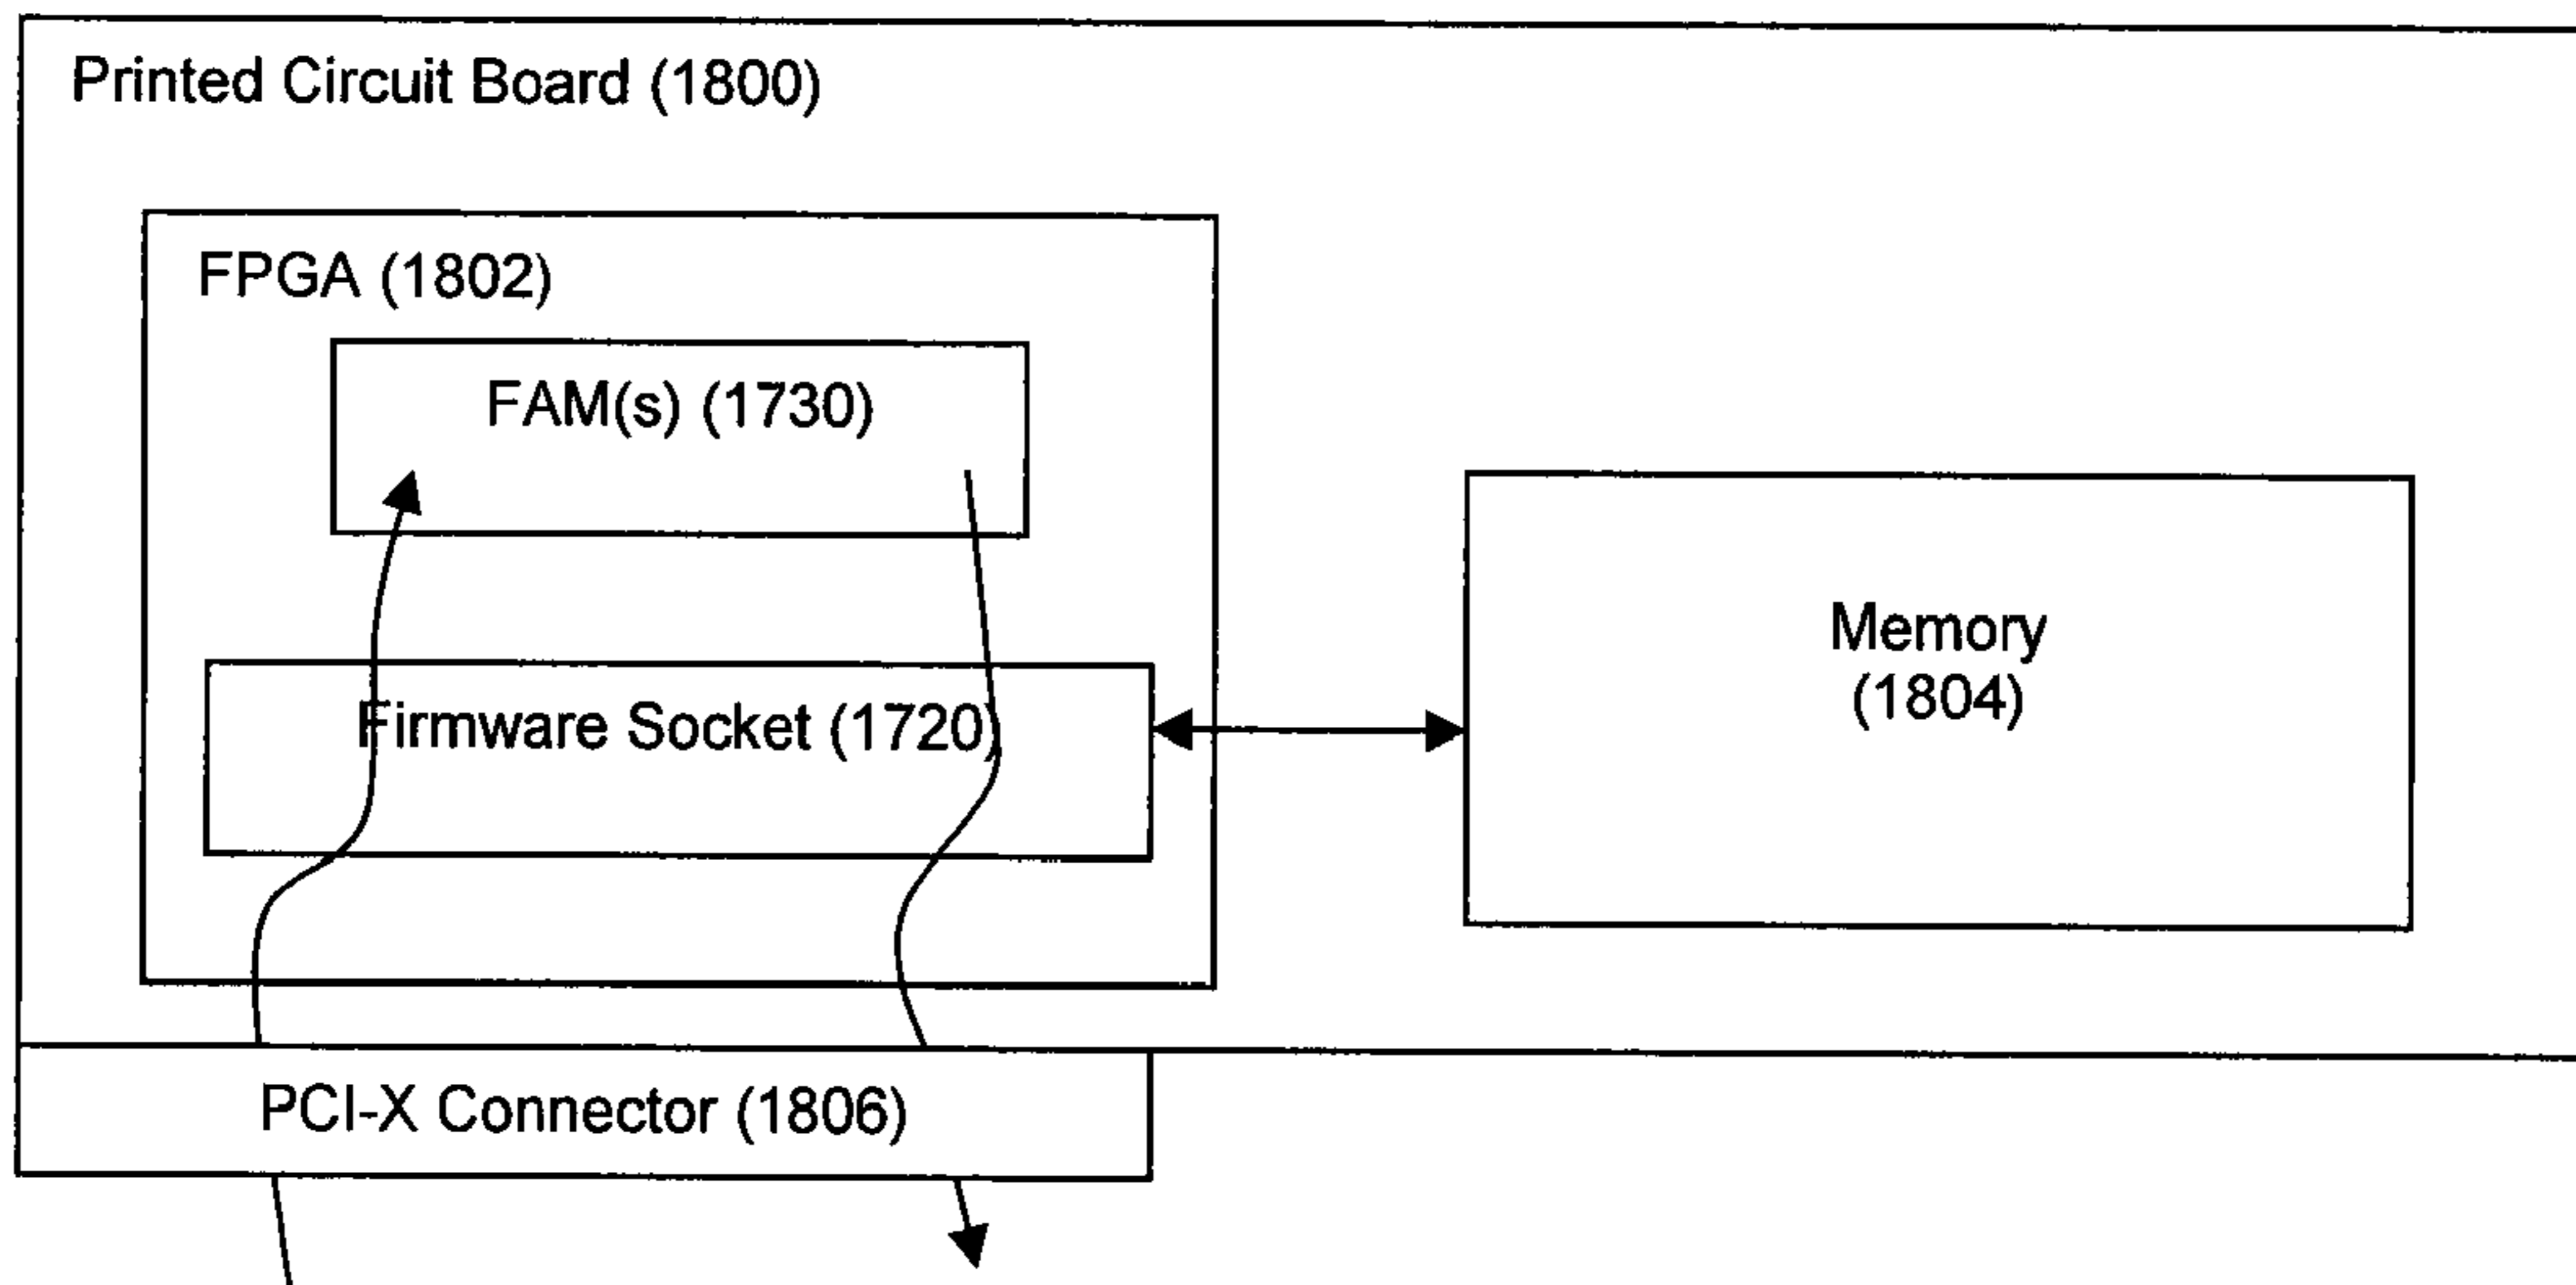 Printed Circuit Board (1800)
FPGA (1802)
FAM(s) (1730)
Firmware Socket (1720)
Memory
(1804)
PCI-X Connector (1806)